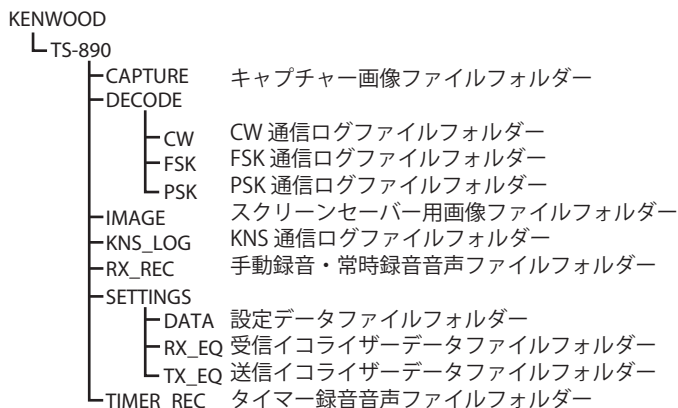 KENWOOD
TS-890
CAPTURE キャプチャー画像ファイルフォルダー
DECODE
CW CW 通信ログファイルフォルダー
FSK FSK 通信ログファイルフォルダー
PSK PSK 通信ログファイルフォルダー
IMAGE スクリーンセーバー用画像ファイルフォルダー
KNS_LOG KNS 通信ログファイルフォルダー
RX_REC 手動録音・常時録音音声ファイルフォルダー
SETTINGS
DATA 設定データファイルフォルダー
RX_EQ 受信イコライザーデータファイルフォルダー
TX_EQ 送信イコライザーデータファイルフォルダー
TIMER_REC タイマー録音音声ファイルフォルダー